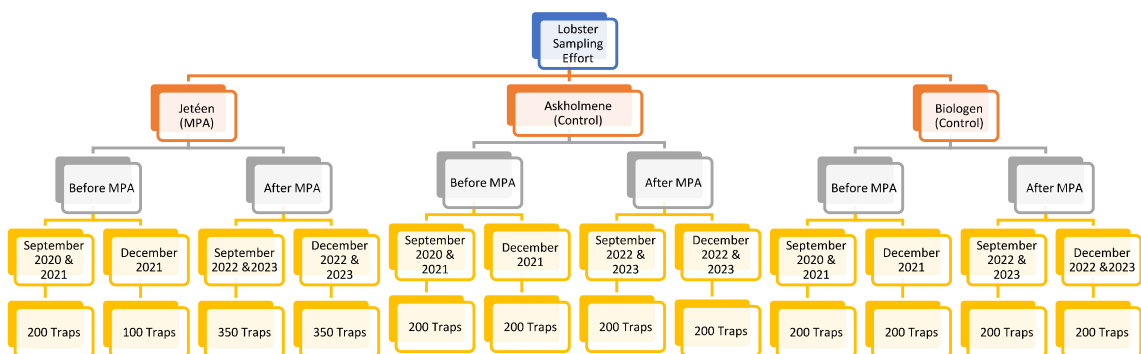 Lobster
Sampling
Effort
Jetéen
(MPA)
Askholmene
(Control)
Biologen
(Control)
Before MPA
After MPA
Before MPA
After MPA
Before MPA
After MPA
September
2020 &
2021
December
2021
September
2022 &2023
December
2022 &
2023
September
2020 &
2021
December
2021
September
2022 &
2023
December
2022 &
2023
September
2020 &
2021
December
2021
September
2022 &
2023
December
2022 &2023
200 Traps
100 Traps
350 Traps
350 Traps
200 Traps
200 Traps
200 Traps
200 Traps
200 Traps
200 Traps
200 Traps
200 Traps